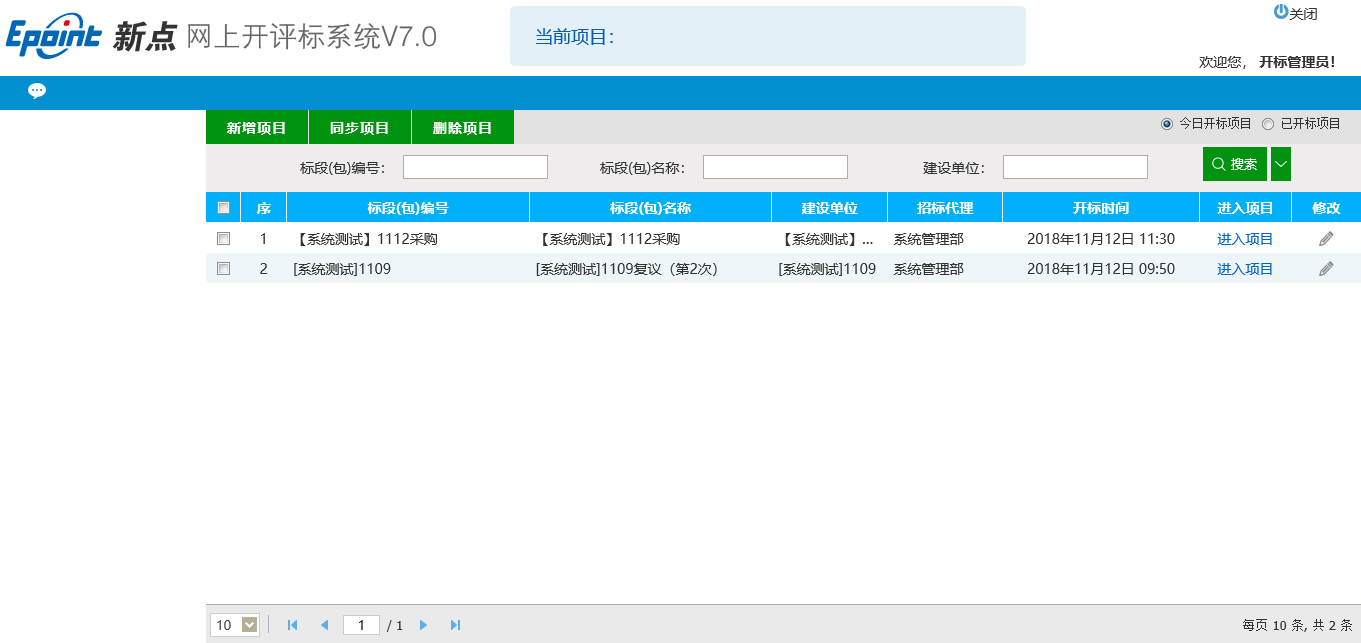 Epoint 新点 网上开评标系统V7.0
当前项目：
关闭
欢迎您， 开标管理员！
新增项目 同步项目 删除项目
今日开标项目 已开标项目
标段(包)编号： 标段(包)名称： 建设单位： 搜索
序 标段(包)编号 标段(包)名称 建设单位 招标代理 开标时间 进入项目 修改
1 【系统测试】1112采购 【系统测试】1112采购 【系统测试】... 系统管理部 2018年11月12日 11:30 进入项目
2 [系统测试]1109 [系统测试]1109复议（第2次） [系统测试]1109 系统管理部 2018年11月12日 09:50 进入项目
10 1 / 1 每页 10 条, 共 2 条